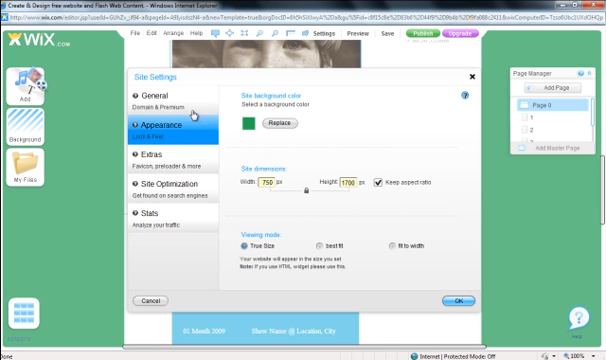 Create & Design free website and Flash Web Content. - Windows Internet Explorer
WIX.COM
File Edit Arrange Settings Preview Save Publish Upgrade
Add
Background
My Files
Site Settings
General
Domain & Premium
Appearance
Look & Feel
Extras
Favicon, preloader & more
Site Optimization
Get found on search engines
Stats
Analyze your traffic
Site background color
Select a background color
Replace
Site dimensions:
Width: 750 px Height: 1700 px Keep aspect ratio
Viewing mode:
True Size best fit fit to width
Your website will appear in the size you set
Note: If you use HTML widget please use this
Cancel OK
Page Manager
Add Page
Page 0
1
2
Add Master Page
01 Month 2009 Show Name @ Location, City
Help
Done Internet | Protected Mode: Off 100%